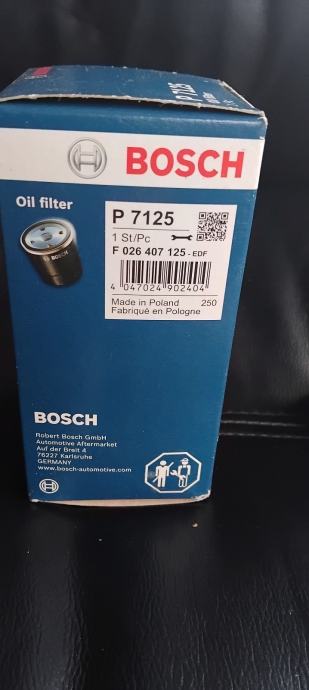 P 7125
BOSCH
Oil filter
BOSCH
P 7125
1 St/Pc
F 026 407 125 - EDF
4 047024 902404
Made in Poland 250
Fabriqué en Pologne
BOSCH
Robert Bosch GmbH
Automotive Aftermarket
Auf der Breit 4
76227 Karlsruhe
GERMANY
www.bosch-automotive.com